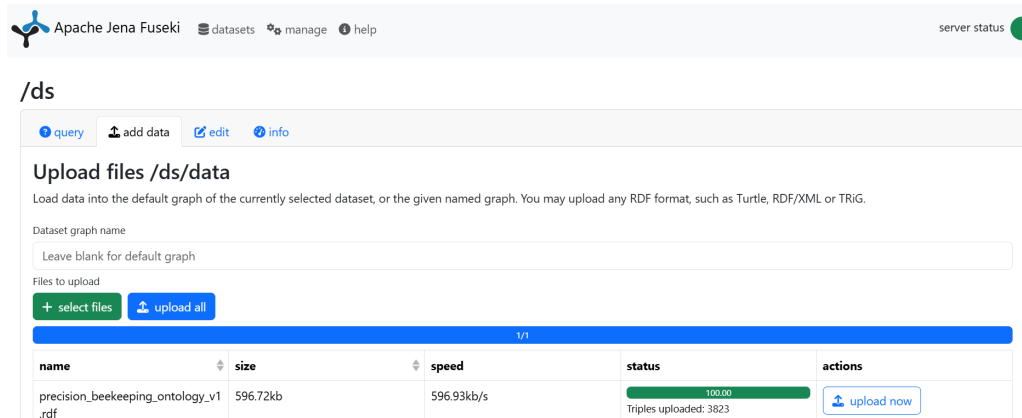 Apache Jena Fuseki datasets manage help server status
/ds
query add data edit info
Upload files /ds/data
Load data into the default graph of the currently selected dataset, or the given named graph. You may upload any RDF format, such as Turtle, RDF/XML or TRiG.
Dataset graph name
Leave blank for default graph
Files to upload
+ select files upload all
1/1
name size speed status actions
precision_beekeeping_ontology_v1 596.72kb 596.93kb/s 100.00 upload now
.rdf Triples uploaded: 3823